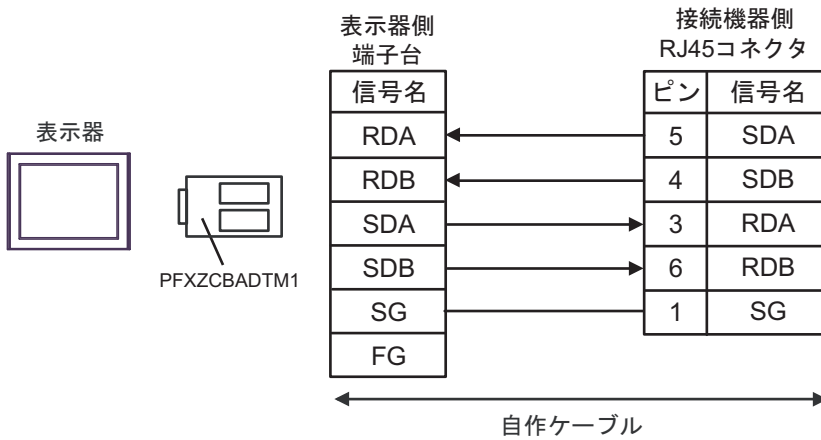 表示器側
端子台
接続機器側
RJ45コネクタ
信号名
ピン 信号名
表示器
RDA 5 SDA
RDB 4 SDB
SDA 3 RDA
SDB 6 RDB
PFXZCBADTM1
SG 1 SG
FG
自作ケーブル